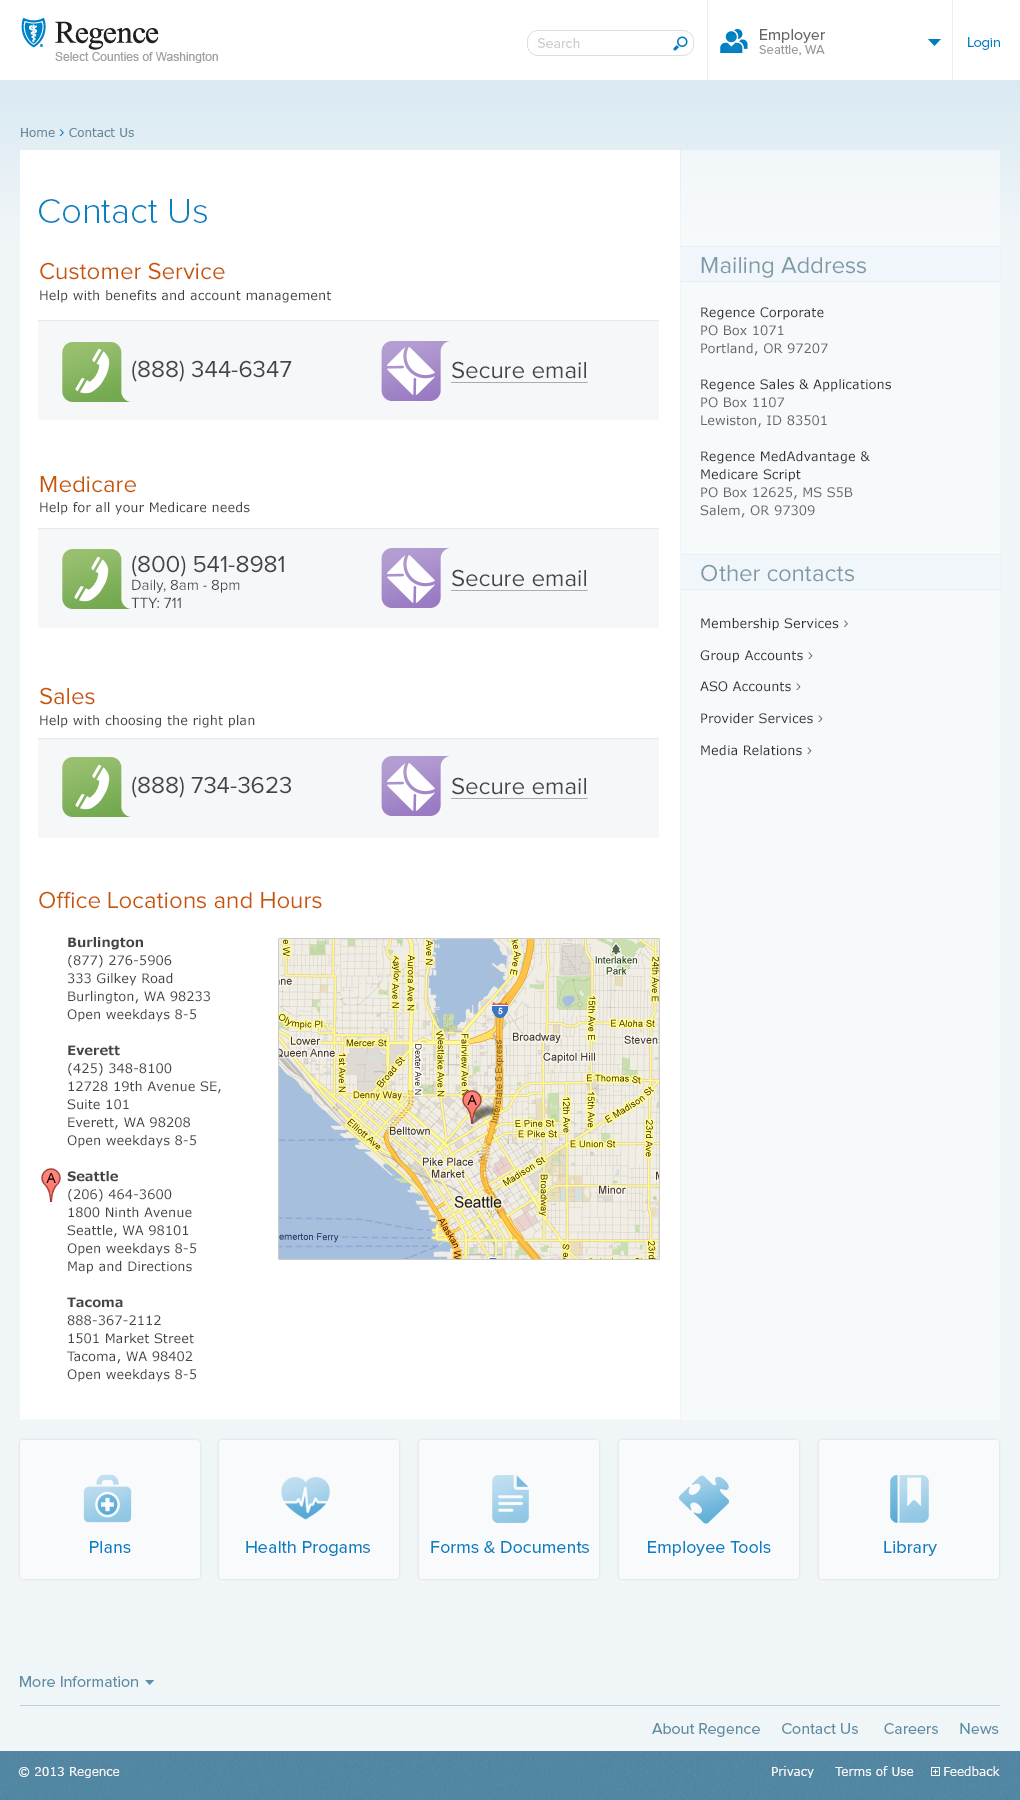 Regence
Select Counties of Washington
Search
Employer
Seattle, WA
Login
Home › Contact Us
Contact Us
Customer Service
Help with benefits and account management
(888) 344-6347
Secure email
Medicare
Help for all your Medicare needs
(800) 541-8981
Daily, 8am - 8pm
TTY: 711
Secure email
Sales
Help with choosing the right plan
(888) 734-3623
Secure email
Office Locations and Hours
Burlington
(877) 276-5906
333 Gilkey Road
Burlington, WA 98233
Open weekdays 8-5
Everett
(425) 348-8100
12728 19th Avenue SE,
Suite 101
Everett, WA 98208
Open weekdays 8-5
A
Seattle
(206) 464-3600
1800 Ninth Avenue
Seattle, WA 98101
Open weekdays 8-5
Map and Directions
Tacoma
888-367-2112
1501 Market Street
Tacoma, WA 98402
Open weekdays 8-5
e W
Taylor Ave N
Aurora Ave N
Ave N
ke Ave E
Interlaken
Park
24th Ave E
ne
5
15th Ave E
Olympic Pl
E Aloha St
Lower
Queen Anne
Mercer St
Broadway
Stevens
Capitol Hill
1st Ave N
Broad St
Dexter Ave N
Westlake Ave N
Fairview Ave N
Interstate 5 Express
E Thomas St
Denny Way
A
12th Ave
15th Ave
E Madison St
Elliott Ave
Belltown
E Pine St
E Pike St
23rd Ave
E Union St
Pike Place
Market
Madison St
Broadway
Minor
M
Seattle
Alaskan W
emerton Ferry
S
23rd
Mailing Address
Regence Corporate
PO Box 1071
Portland, OR 97207
Regence Sales & Applications
PO Box 1107
Lewiston, ID 83501
Regence MedAdvantage &
Medicare Script
PO Box 12625, MS S5B
Salem, OR 97309
Other contacts
Membership Services ›
Group Accounts ›
ASO Accounts ›
Provider Services ›
Media Relations ›
Plans
Health Progams
Forms & Documents
Employee Tools
Library
More Information
About Regence
Contact Us
Careers
News
© 2013 Regence
Privacy
Terms of Use
Feedback